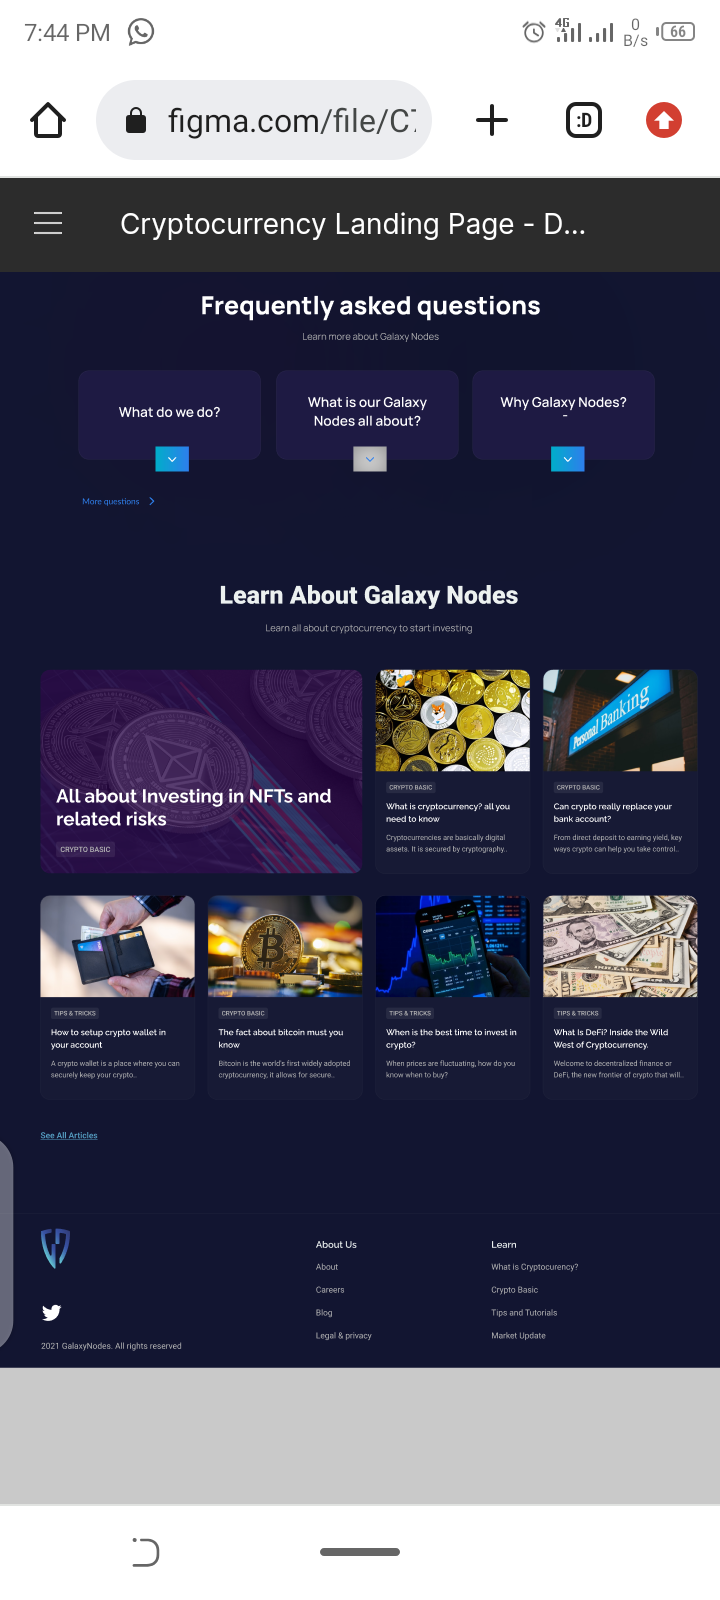 7:44 PM
4G
0
B/s
66
figma.com/file/C
:D
Cryptocurrency Landing Page - D...
Frequently asked questions
Learn more about Galaxy Nodes
What do we do?
What is our Galaxy
Nodes all about?
Why Galaxy Nodes?
-
More questions
Learn About Galaxy Nodes
Learn all about cryptocurrency to start investing
All about Investing in NFTs and
related risks
CRYPTO BASIC
CRYPTO BASIC
What is cryptocurrency? all you
need to know
Cryptocurrencies are basically digital
assets. It is secured by cryptography..
Personal Banking
CRYPTO BASIC
Can crypto really replace your
bank account?
From direct deposit to earning yield, key
ways crypto can help you take control..
TIPS & TRICKS
How to setup crypto wallet in
your account
A crypto wallet is a place where you can
securely keep your crypto..
CRYPTO BASIC
The fact about bitcoin must you
know
Bitcoin is the world's first widely adopted
cryptocurrency, it allows for secure..
TIPS & TRICKS
When is the best time to invest in
crypto?
When prices are fluctuating, how do you
know when to buy?
TIPS & TRICKS
What Is DeFi? Inside the Wild
West of Cryptocurrency.
Welcome to decentralized finance or
DeFi, the new frontier of crypto that will..
See All Articles
2021 GalaxyNodes. All rights reserved
About Us
About
Careers
Blog
Legal & privacy
Learn
What is Cryptocurency?
Crypto Basic
Tips and Tutorials
Market Update